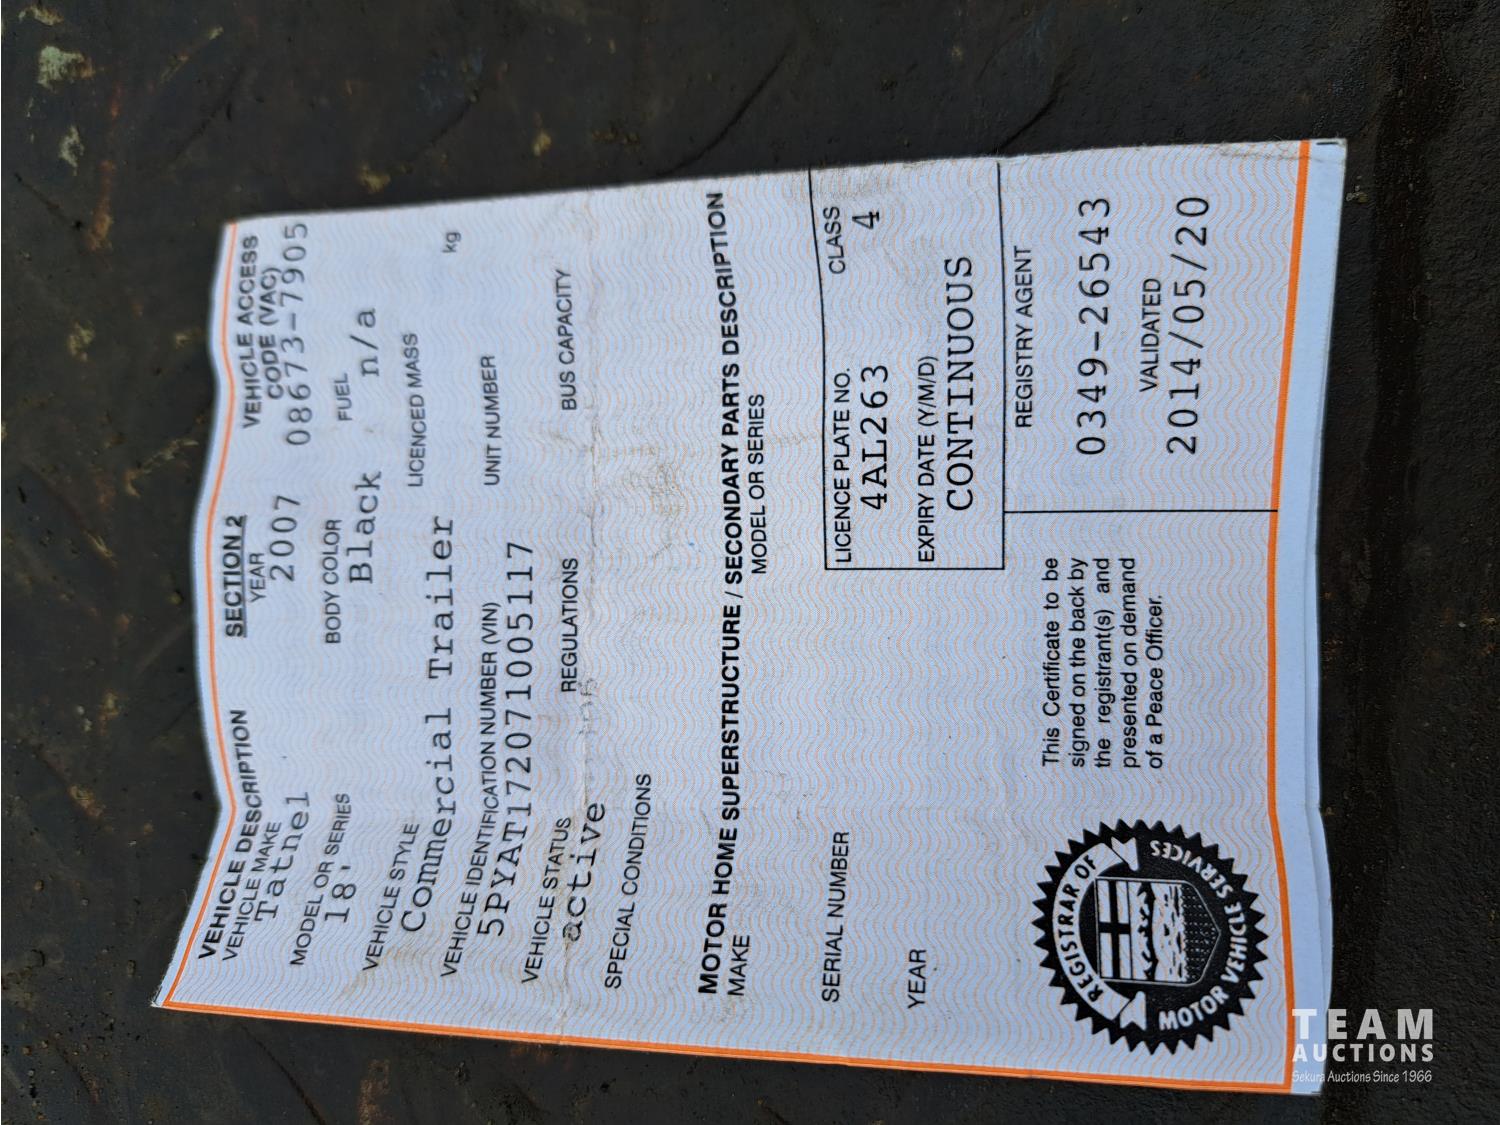 VEHICLE DESCRIPTION SECTION 2 VEHICLE ACCESS
VEHICLE MAKE YEAR CODE (VAC)
Tatnel 2007 08673-7905
MODEL OR SERIES BODY COLOR FUEL
18' Black n/a
VEHICLE STYLE LICENCED MASS
Commercial Trailer kg
VEHICLE IDENTIFICATION NUMBER (VIN) UNIT NUMBER
5PYAT172071005117
VEHICLE STATUS REGULATIONS BUS CAPACITY
active
SPECIAL CONDITIONS
MOTOR HOME SUPERSTRUCTURE / SECONDARY PARTS DESCRIPTION
MAKE MODEL OR SERIES
SERIAL NUMBER
YEAR
LICENCE PLATE NO. CLASS
4AL263 4
EXPIRY DATE (Y/M/D)
CONTINUOUS
REGISTRAR OF
MOTOR VEHICLE SERVICES
This Certificate to be
signed on the back by
the registrant(s) and
presented on demand
of a Peace Officer.
REGISTRY AGENT
0349-26543
VALIDATED
2014/05/20
TEAM
AUCTIONS
Sekura Auctions Since 1966